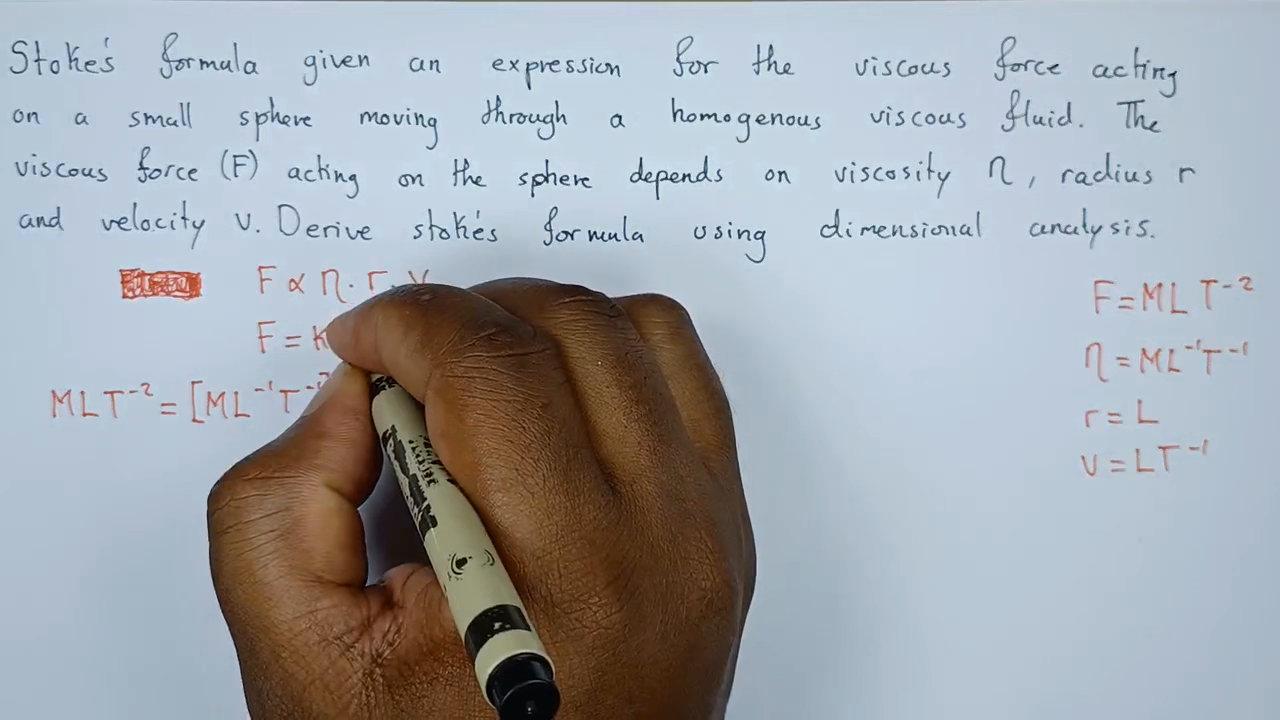 Stoke's formula given an expression for the viscous force acting
on a small sphere moving through a homogenous viscous fluid. The
viscous force (F) acting on the sphere depends on viscosity η, radius r
and velocity v. Derive stoke's formula using dimensional analysis.
F ∝ η. r. v
F = K
MLT⁻² = [ML⁻¹T⁻¹]
F = MLT⁻²
η = ML⁻¹T⁻¹
r = L
v = LT⁻¹